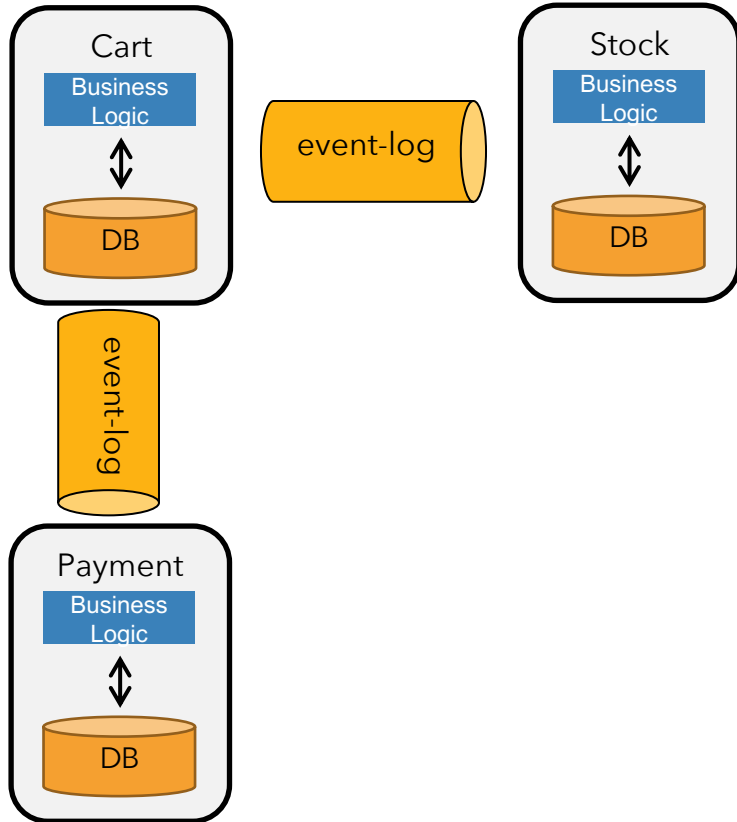 Cart
Business
Logic
DB
event-log
Stock
Business
Logic
DB
event-log
Payment
Business
Logic
DB